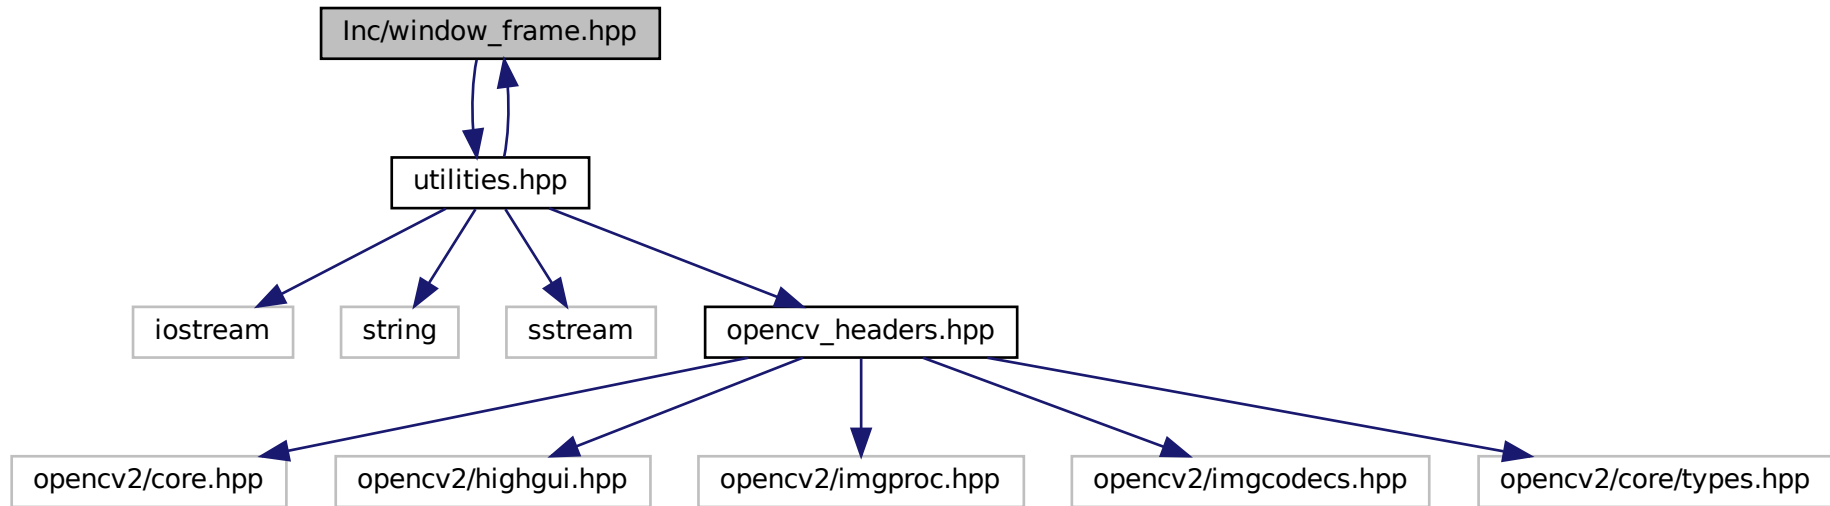 Inc/window_frame.hpp
utilities.hpp
iostream
string
sstream
opencv_headers.hpp
opencv2/core.hpp
opencv2/highgui.hpp
opencv2/imgproc.hpp
opencv2/imgcodecs.hpp
opencv2/core/types.hpp